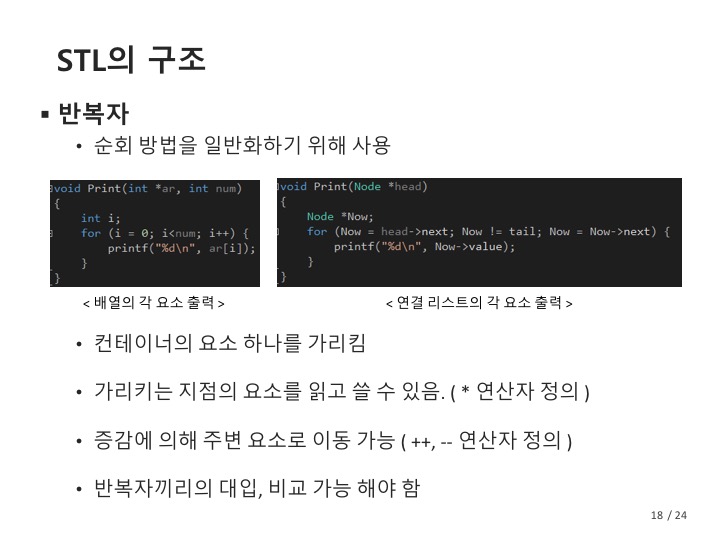 STL의 구조
▪ 반복자
• 순회 방법을 일반화하기 위해 사용
void Print(int *ar, int num)
{
int i;
for (i = 0; i<num; i++) {
printf("%d\n", ar[i]);
}
}
void Print(Node *head)
{
Node *Now;
for (Now = head->next; Now != tail; Now = Now->next) {
printf("%d\n", Now->value);
}
}
< 배열의 각 요소 출력 >
< 연결 리스트의 각 요소 출력 >
• 컨테이너의 요소 하나를 가리킴
• 가리키는 지점의 요소를 읽고 쓸 수 있음. ( * 연산자 정의 )
• 증감에 의해 주변 요소로 이동 가능 ( ++, -- 연산자 정의 )
• 반복자끼리의 대입, 비교 가능 해야 함
18 / 24